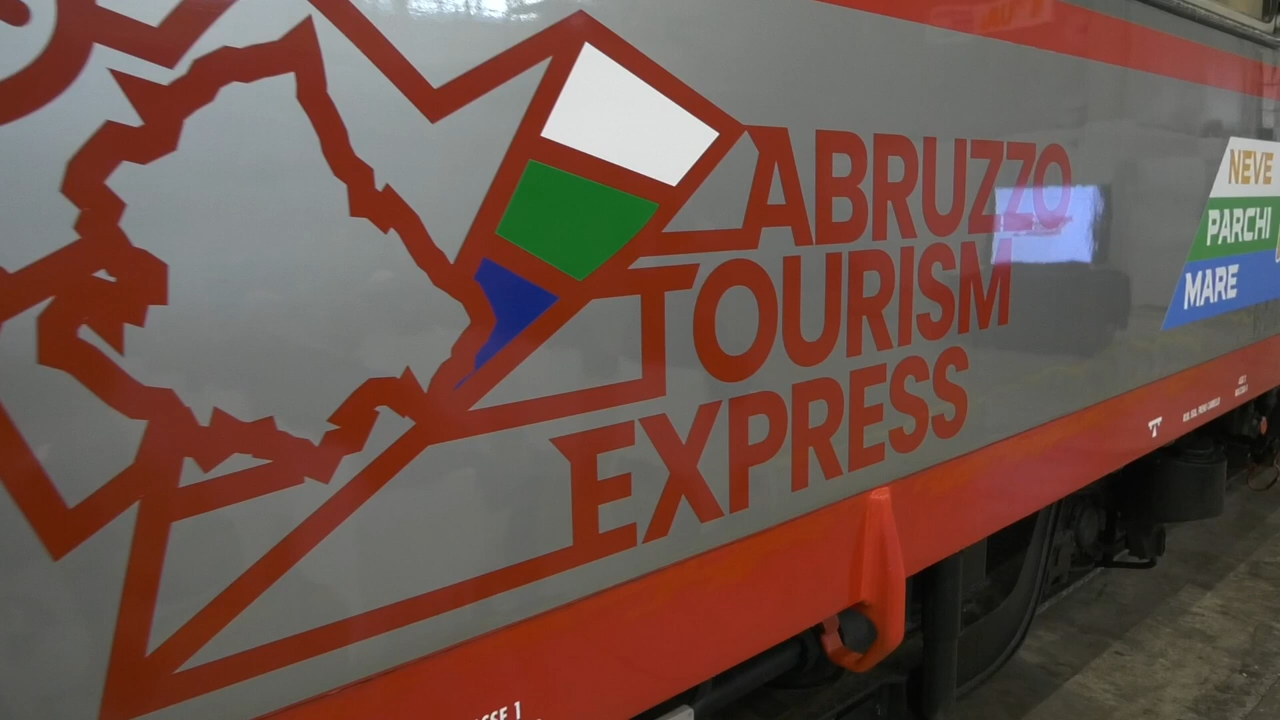 ABRUZZO
TOURISM
EXPRESS
NEVE
PARCHI
MARE